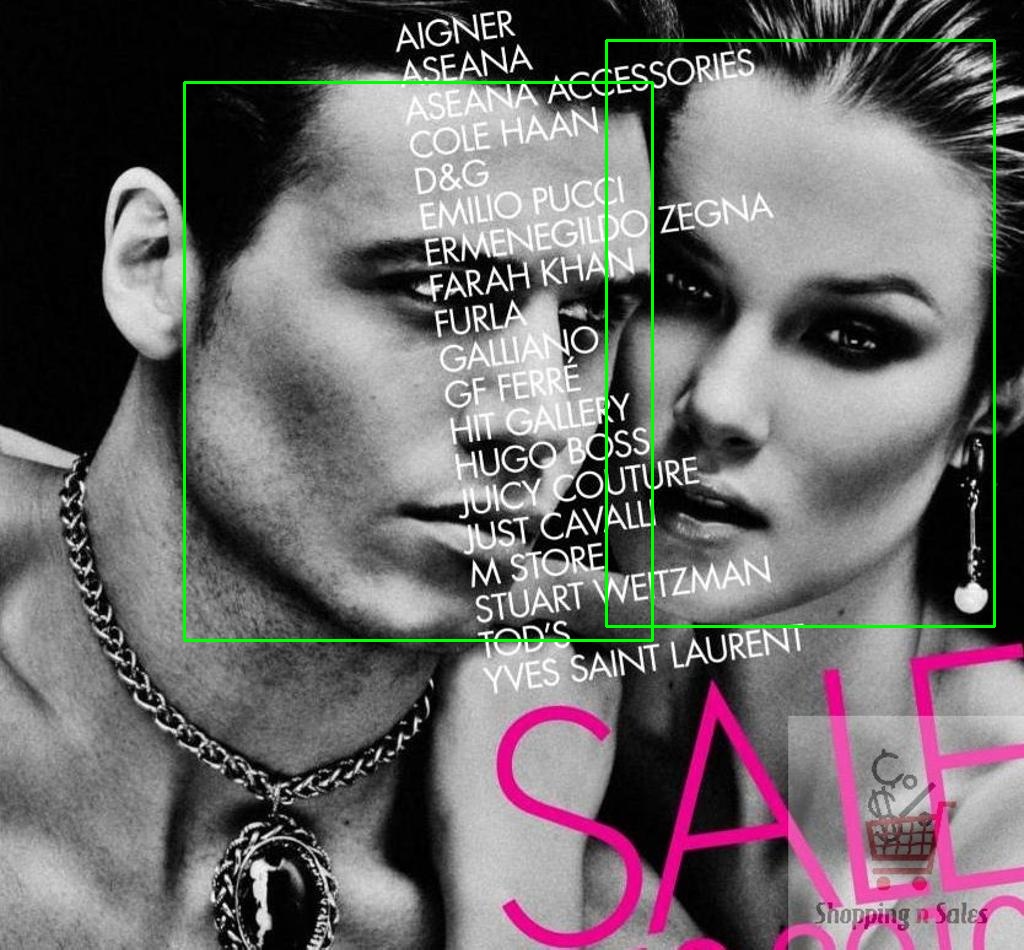 AIGNER
ASEANA
ASEANA ACCESSORIES
COLE HAAN
D&G
EMILIO PUCCI
ERMENEGILDO ZEGNA
FARAH KHAN
FURLA
GALLIANO
GF FERRÉ
HIT GALLERY
HUGO BOSS
JUICY COUTURE
JUST CAVALLI
M STORE
STUART WEITZMAN
TOD'S
YVES SAINT LAURENT
SALE
Shopping n Sales